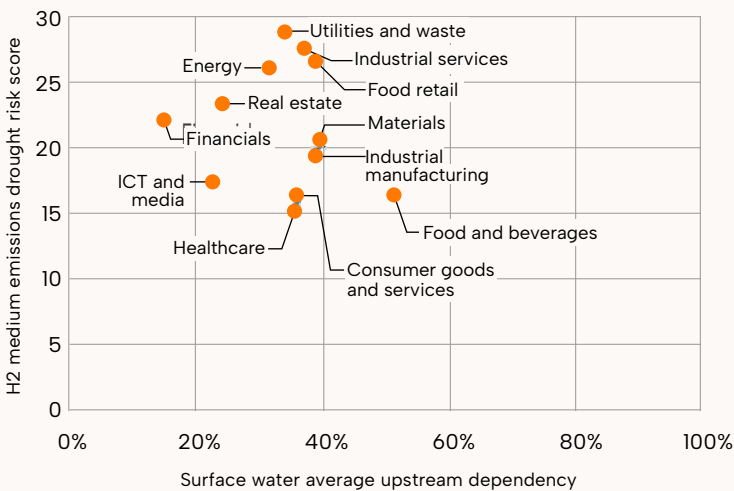 H2 medium emissions drought risk score
30
25
20
15
10
5
0
Utilities and waste
Industrial services
Energy
Food retail
Real estate
Materials
Financials
Industrial
manufacturing
ICT and
media
Food and beverages
Healthcare
Consumer goods
and services
0%
20%
40%
60%
80%
100%
Surface water average upstream dependency